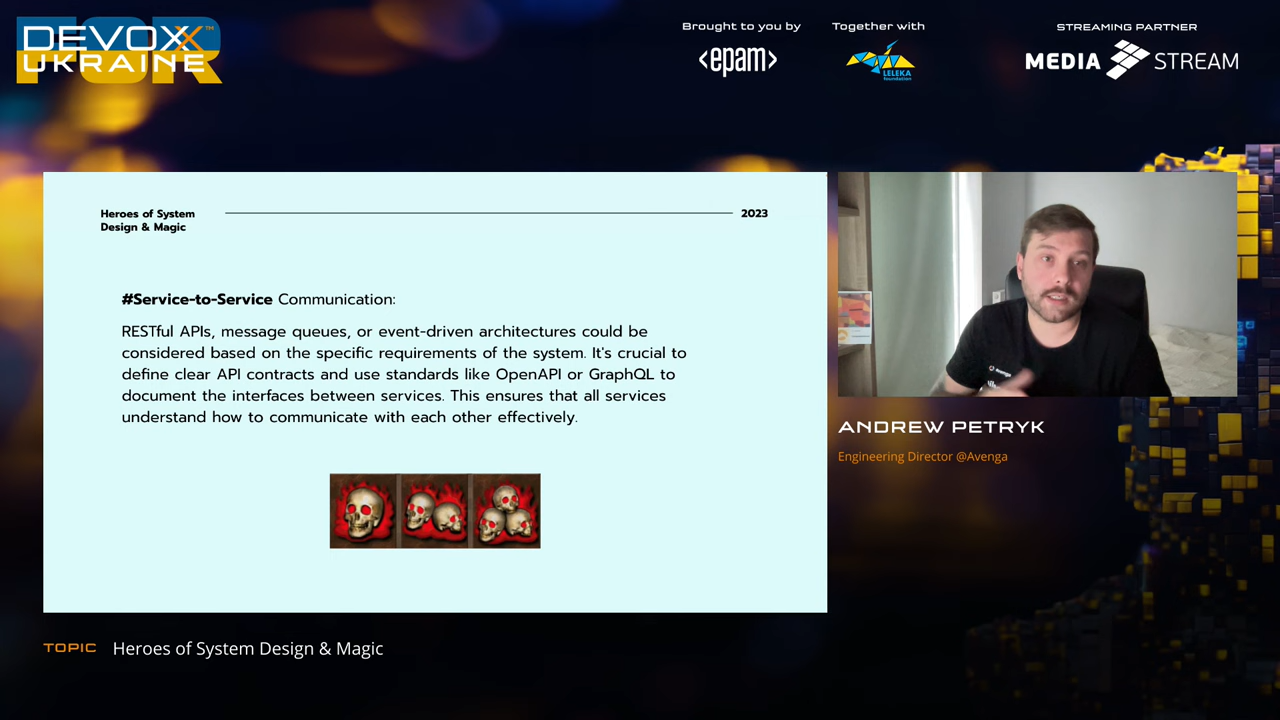 DEVOXX™
UKRAINE
FOR
Brought to you by
<epam>
Together with
LELEKA
foundation
STREAMING PARTNER
MEDIA STREAM
Heroes of System
Design & Magic
2023
#Service-to-Service Communication:
RESTful APIs, message queues, or event-driven architectures could be
considered based on the specific requirements of the system. It's crucial to
define clear API contracts and use standards like OpenAPI or GraphQL to
document the interfaces between services. This ensures that all services
understand how to communicate with each other effectively.
ANDREW PETRYK
Engineering Director @Avenga
TOPIC Heroes of System Design & Magic